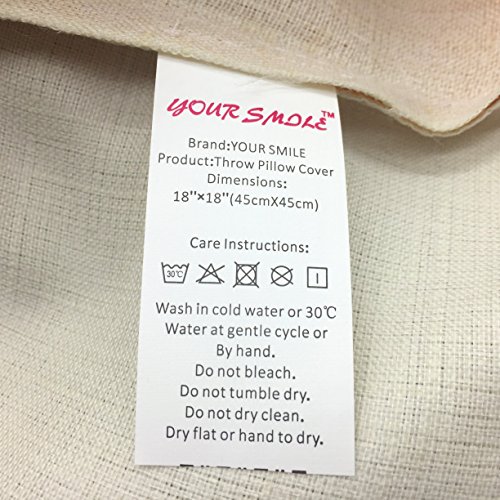 YOUR SMILE™
Brand:YOUR SMILE
Product:Throw Pillow Cover
Dimensions:
18"×18"(45cmX45cm)
Care Instructions:
30℃
Wash in cold water or 30℃
Water at gentle cycle or
By hand.
Do not bleach.
Do not tumble dry.
Do not dry clean.
Dry flat or hand to dry.